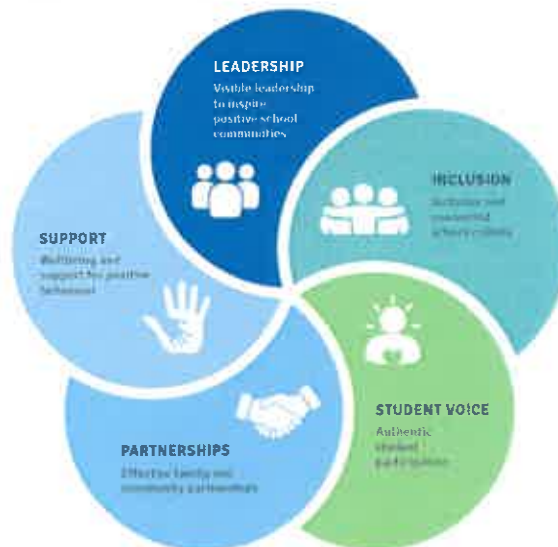 LEADERSHIP
Visible leadership
to inspire
positive school
communities
INCLUSION
Inclusive and
connected
school culture
STUDENT VOICE
Authentic
student
participation
PARTNERSHIPS
Effective family and
community partnerships
SUPPORT
Wellbeing and
support for positive
behaviour